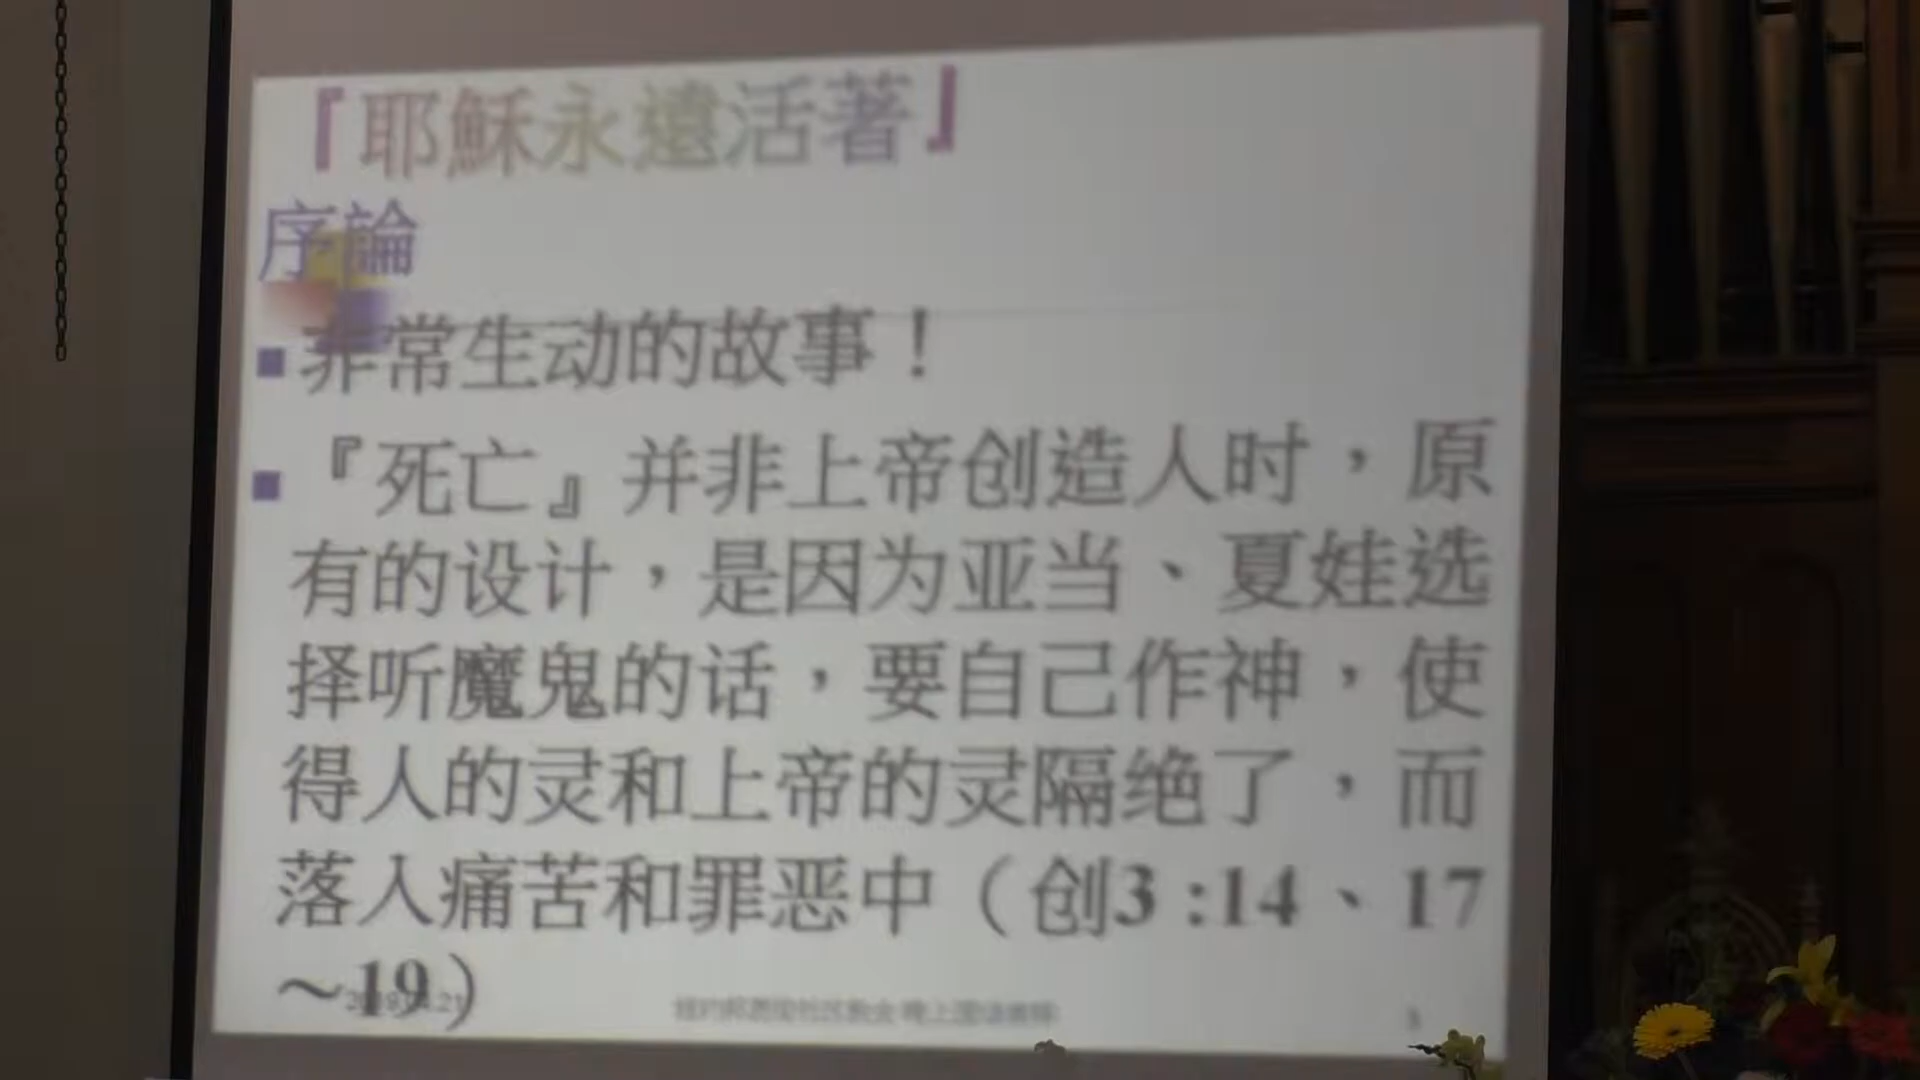 『耶穌永遠活著』
序論
■非常生动的故事！
■『死亡』并非上帝创造人时，原
有的设计，是因为亚当、夏娃选
择听魔鬼的话，要自己作神，使
得人的灵和上帝的灵隔绝了，而
落入痛苦和罪恶中（创3 :14、17
～19）